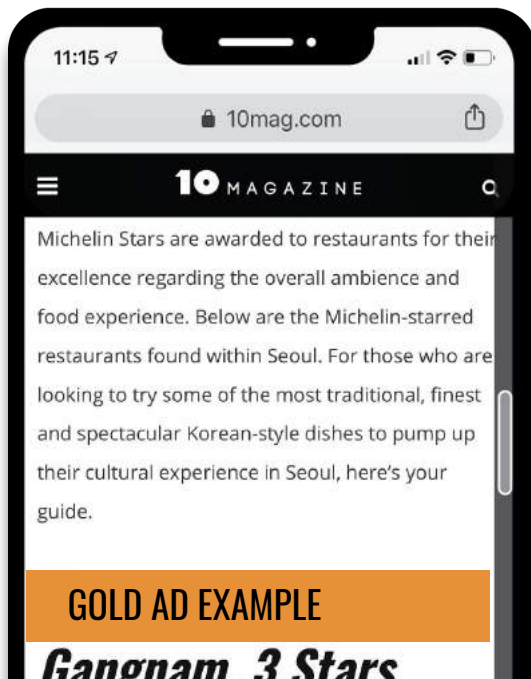 11:15
10mag.com
10 MAGAZINE
Michelin Stars are awarded to restaurants for their
excellence regarding the overall ambience and
food experience. Below are the Michelin-starred
restaurants found within Seoul. For those who are
looking to try some of the most traditional, finest
and spectacular Korean-style dishes to pump up
their cultural experience in Seoul, here's your
guide.
GOLD AD EXAMPLE
Gangnam, 3 Stars